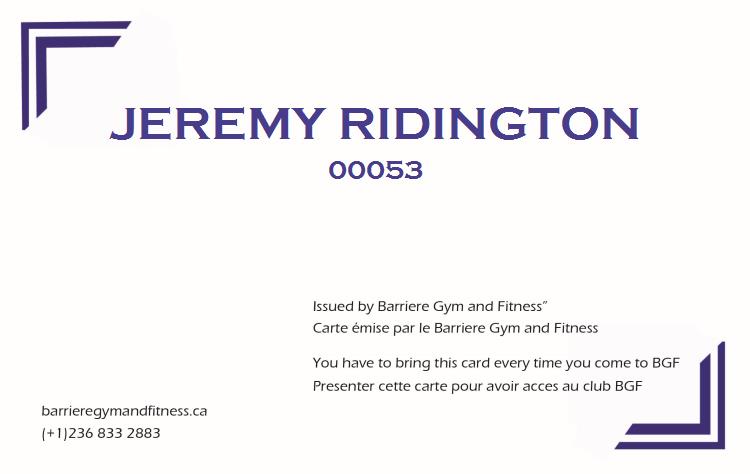 JEREMY RIDINGTON
00053
Issued by Barriere Gym and Fitness”
Carte émise par le Barriere Gym and Fitness
You have to bring this card every time you come to BGF
Presenter cette carte pour avoir acces au club BGF
barrieregymandfitness.ca
(+1)236 833 2883